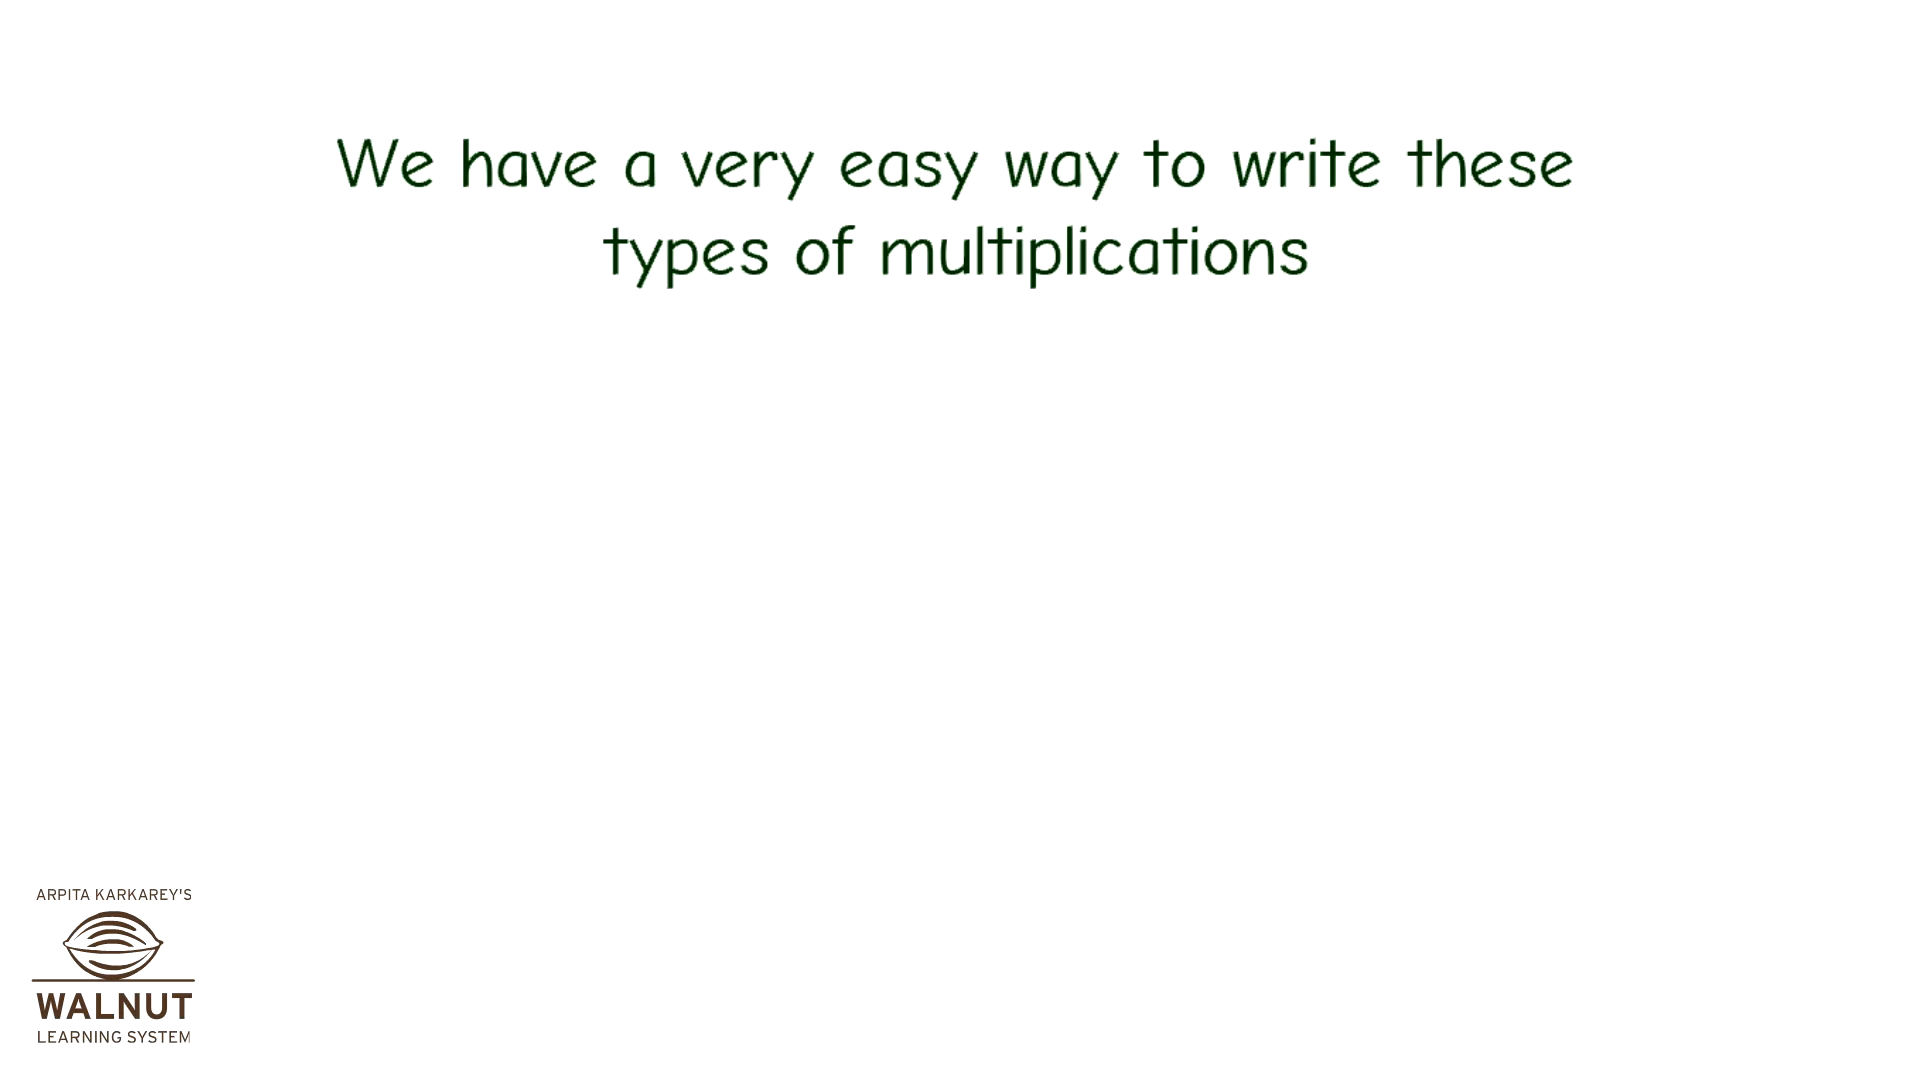 We have a very easy way to write these
types of multiplications
ARPITA KARKAREY'S
WALNUT
LEARNING SYSTEM